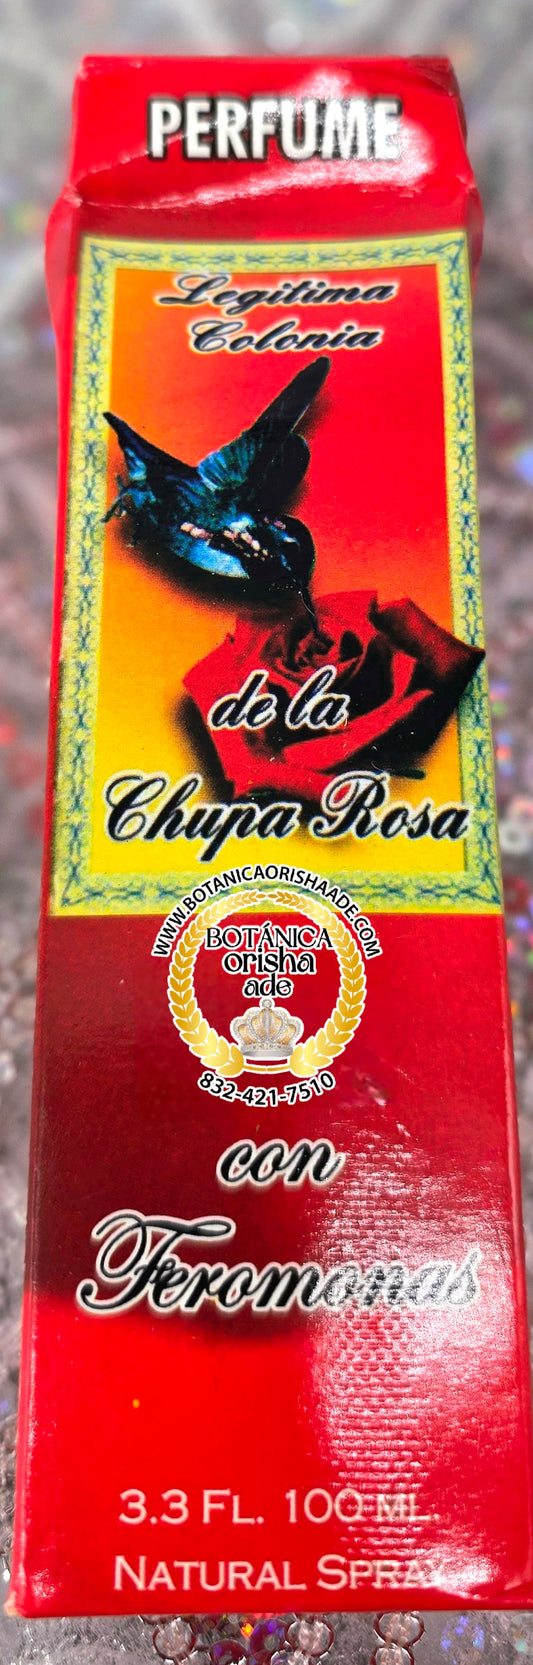 PERFUME
Legitima
Colonia
de la
Chupa Rosa
WWW.BOTANICAORISHAADE.COM
BOTÁNICA
orisha
ade
832-421-7510
con
Feromonas
3.3 FL. 100 ML.
NATURAL SPRAY